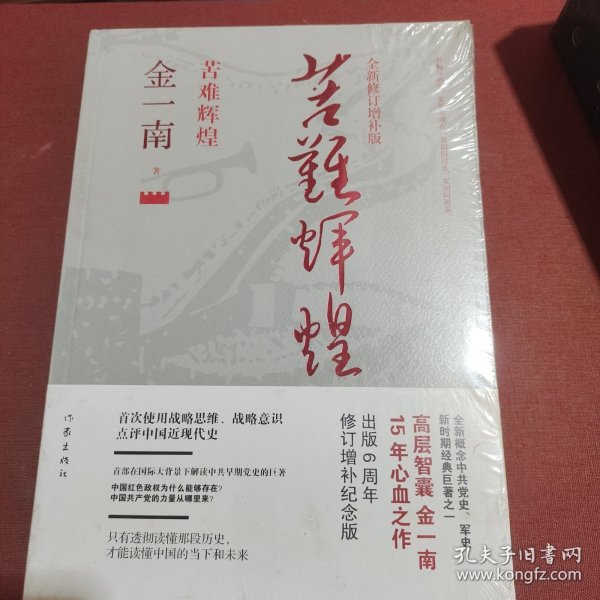 苦難輝煌
全新修订增补版
苦难辉煌
金一南
著
全新概念中共党史、军史
新时期经典巨著之一
高层智囊 金一南
15年心血之作
出版6周年
修订增补纪念版
首次使用战略思维、战略意识
点评中国近现代史
首部在国际大背景下解读中共早期党史的巨著
中国红色政权为什么能够存在?
中国共产党的力量从哪里来?
只有透彻读懂那段历史,
才能读懂中国的当下和未来
作家出版社
孔夫子旧书网
www.kongfz.com